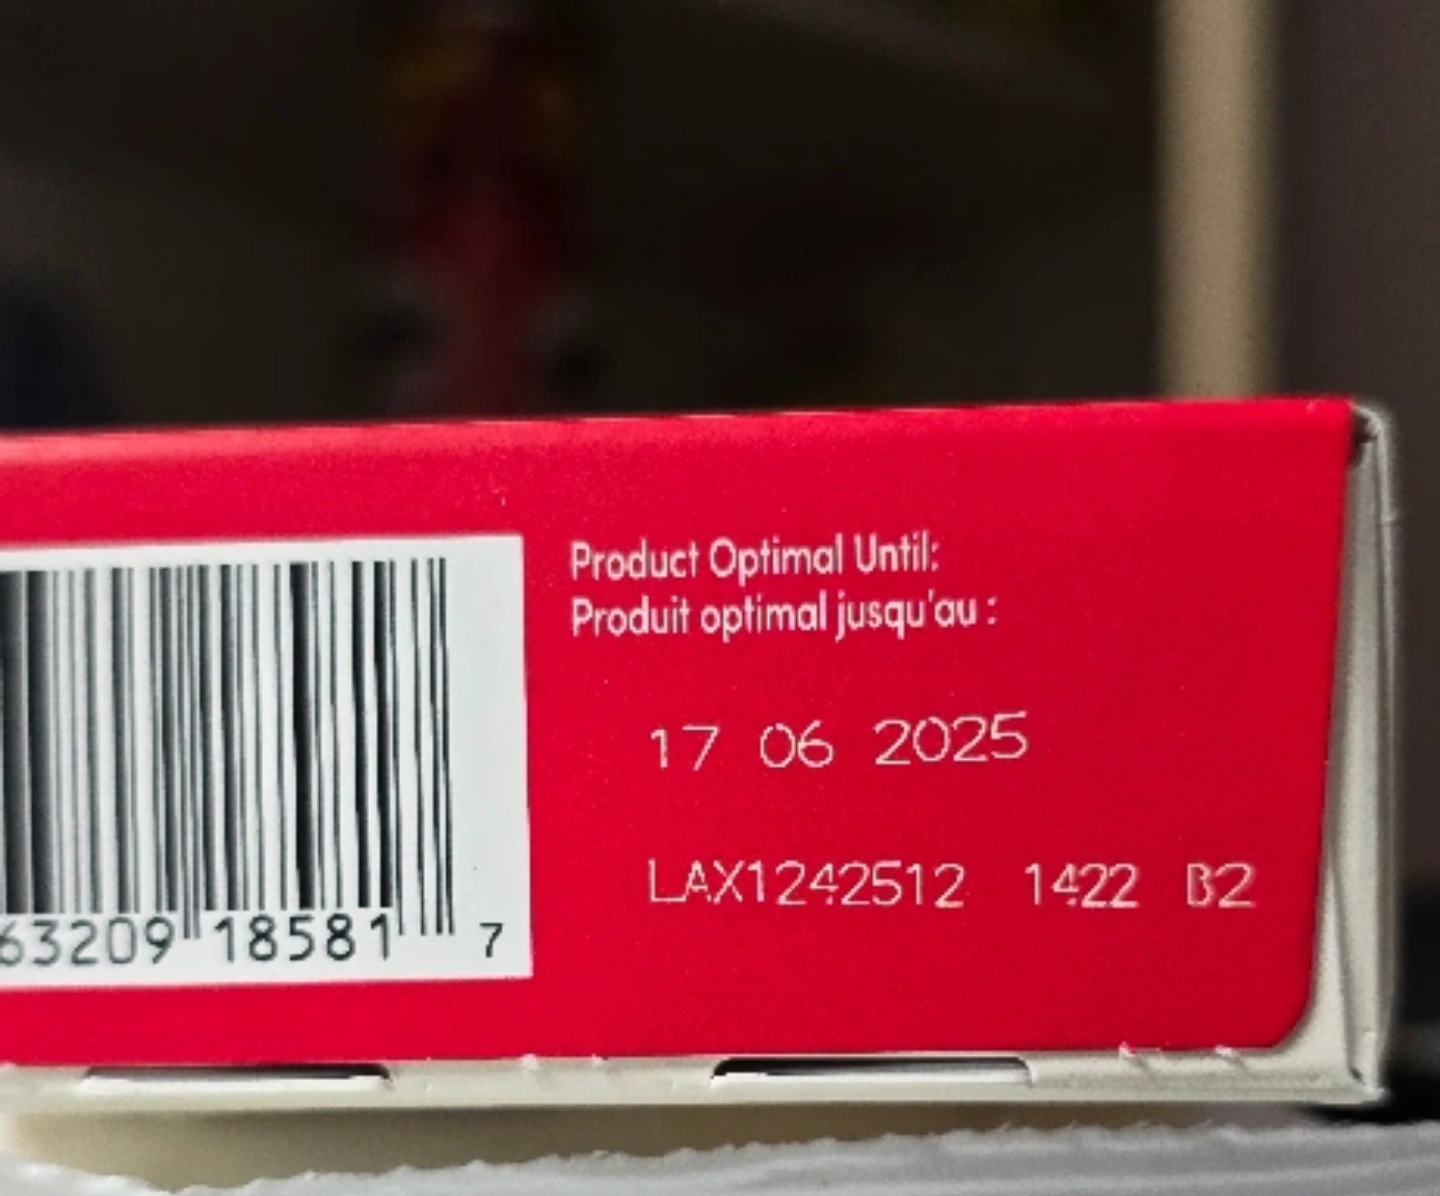 Product Optimal Until:
Produit optimal jusqu'au :
17 06 2025
LAX1242512 1422 B2
63209 18581 7